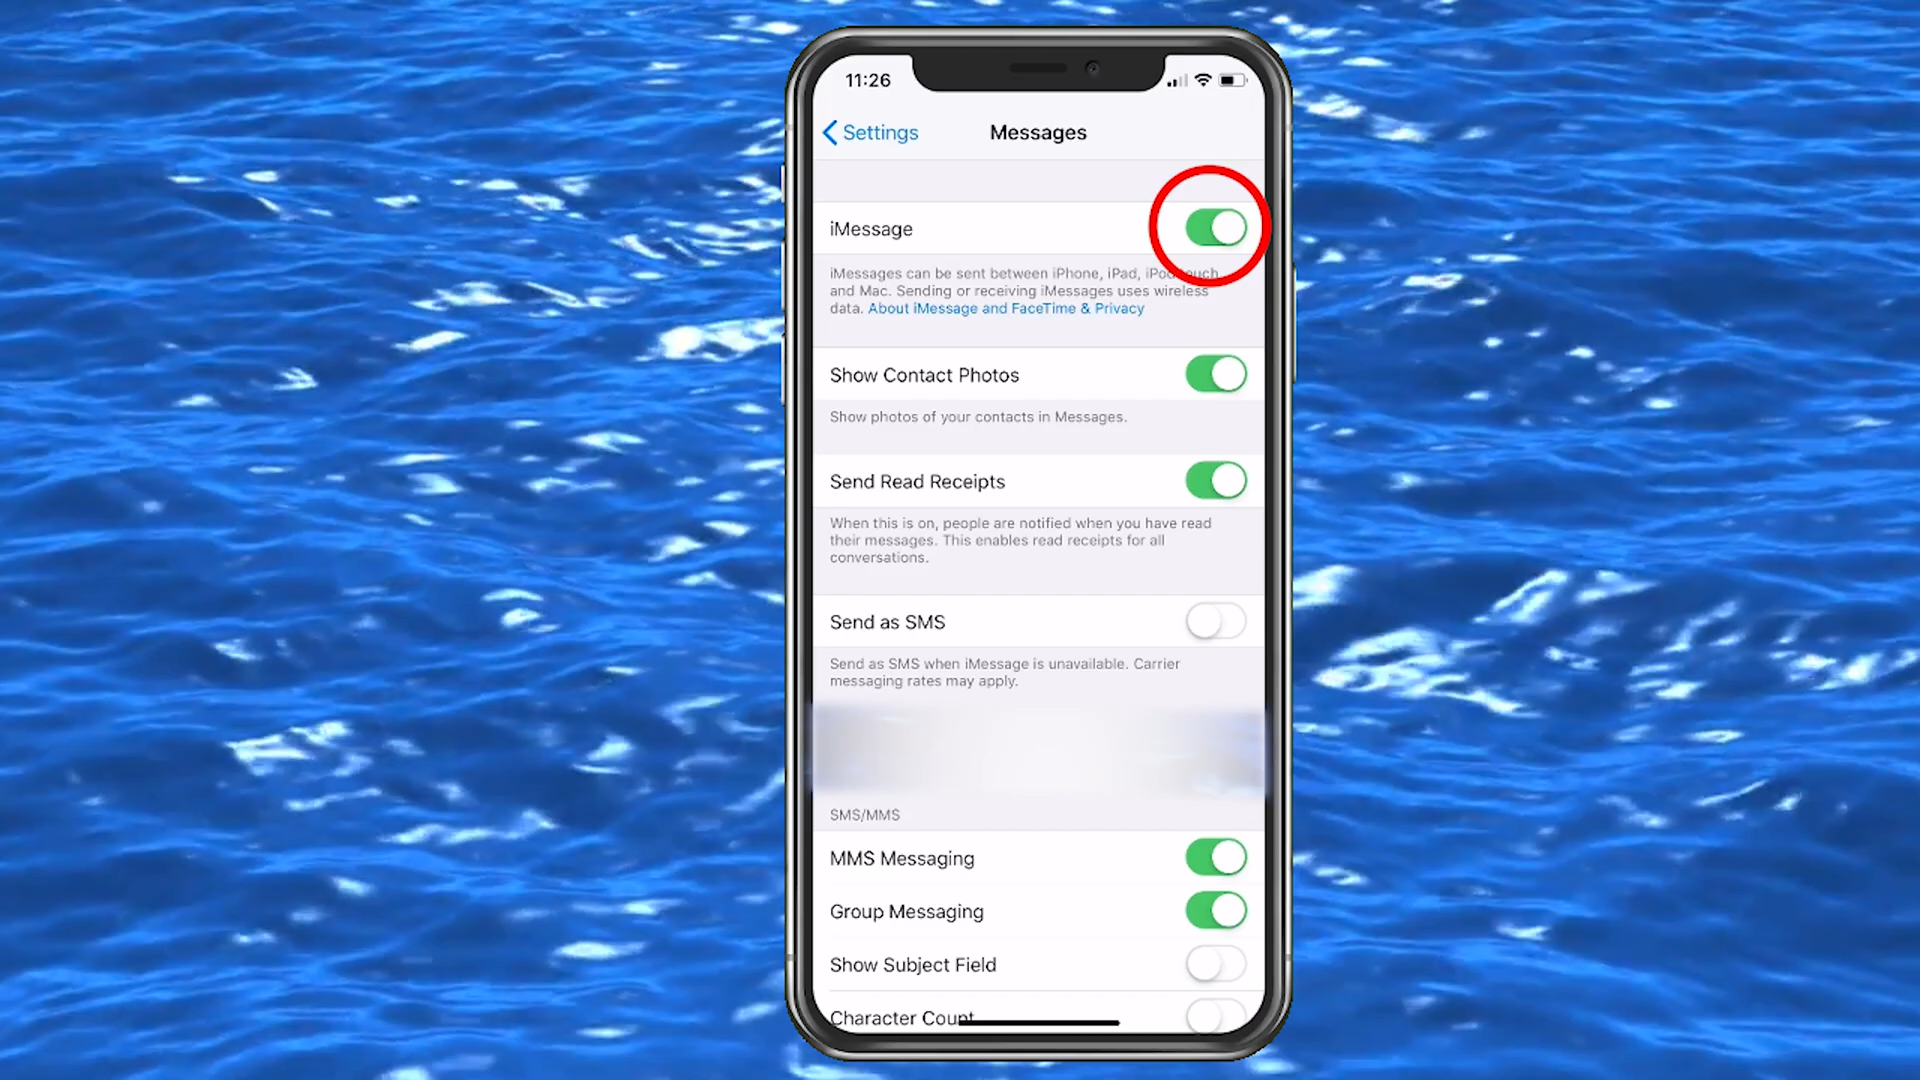 11:26
Settings
Messages
iMessage
iMessages can be sent between iPhone, iPad, iPod touch
and Mac. Sending or receiving iMessages uses wireless
data. About iMessage and FaceTime & Privacy
Show Contact Photos
Show photos of your contacts in Messages.
Send Read Receipts
When this is on, people are notified when you have read
their messages. This enables read receipts for all
conversations.
Send as SMS
Send as SMS when iMessage is unavailable. Carrier
messaging rates may apply.
SMS/MMS
MMS Messaging
Group Messaging
Show Subject Field
Character Count